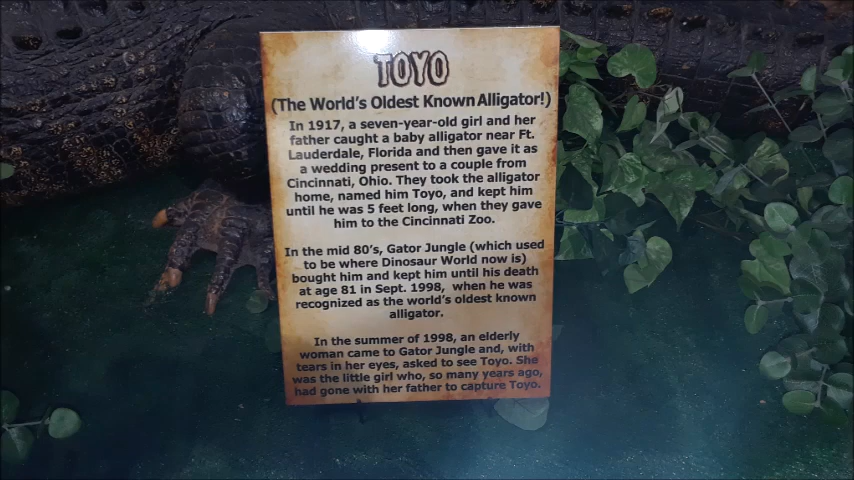 TOYO
(The World's Oldest Known Alligator!)
In 1917, a seven-year-old girl and her
father caught a baby alligator near Ft.
Lauderdale, Florida and then gave it as
a wedding present to a couple from
Cincinnati, Ohio. They took the alligator
home, named him Toyo, and kept him
until he was 5 feet long, when they gave
him to the Cincinnati Zoo.
In the mid 80's, Gator Jungle (which used
to be where Dinosaur World now is)
bought him and kept him until his death
at age 81 in Sept. 1998, when he was
recognized as the world's oldest known
alligator.
In the summer of 1998, an elderly
woman came to Gator Jungle and, with
tears in her eyes, asked to see Toyo. She
was the little girl who, so many years ago,
had gone with her father to capture Toyo.